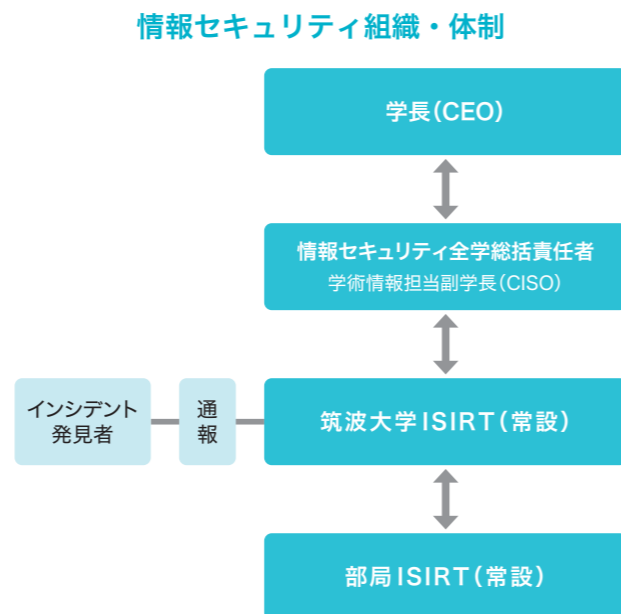 情報セキュリティ組織・体制
学長（CEO）
情報セキュリティ全学総括責任者
学術情報担当副学長（CISO）
インシデント
発見者
通
報
筑波大学ISIRT（常設）
部局ISIRT（常設）